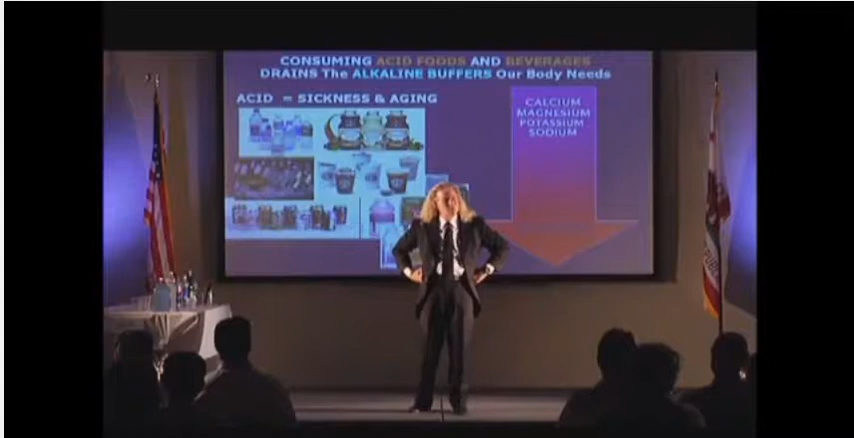 CONSUMING ACID FOODS AND BEVERAGES
DRAINS The ALKALINE BUFFERS Our Body Needs
ACID = SICKNESS & AGING
CALCIUM
MAGNESIUM
POTASSIUM
SODIUM